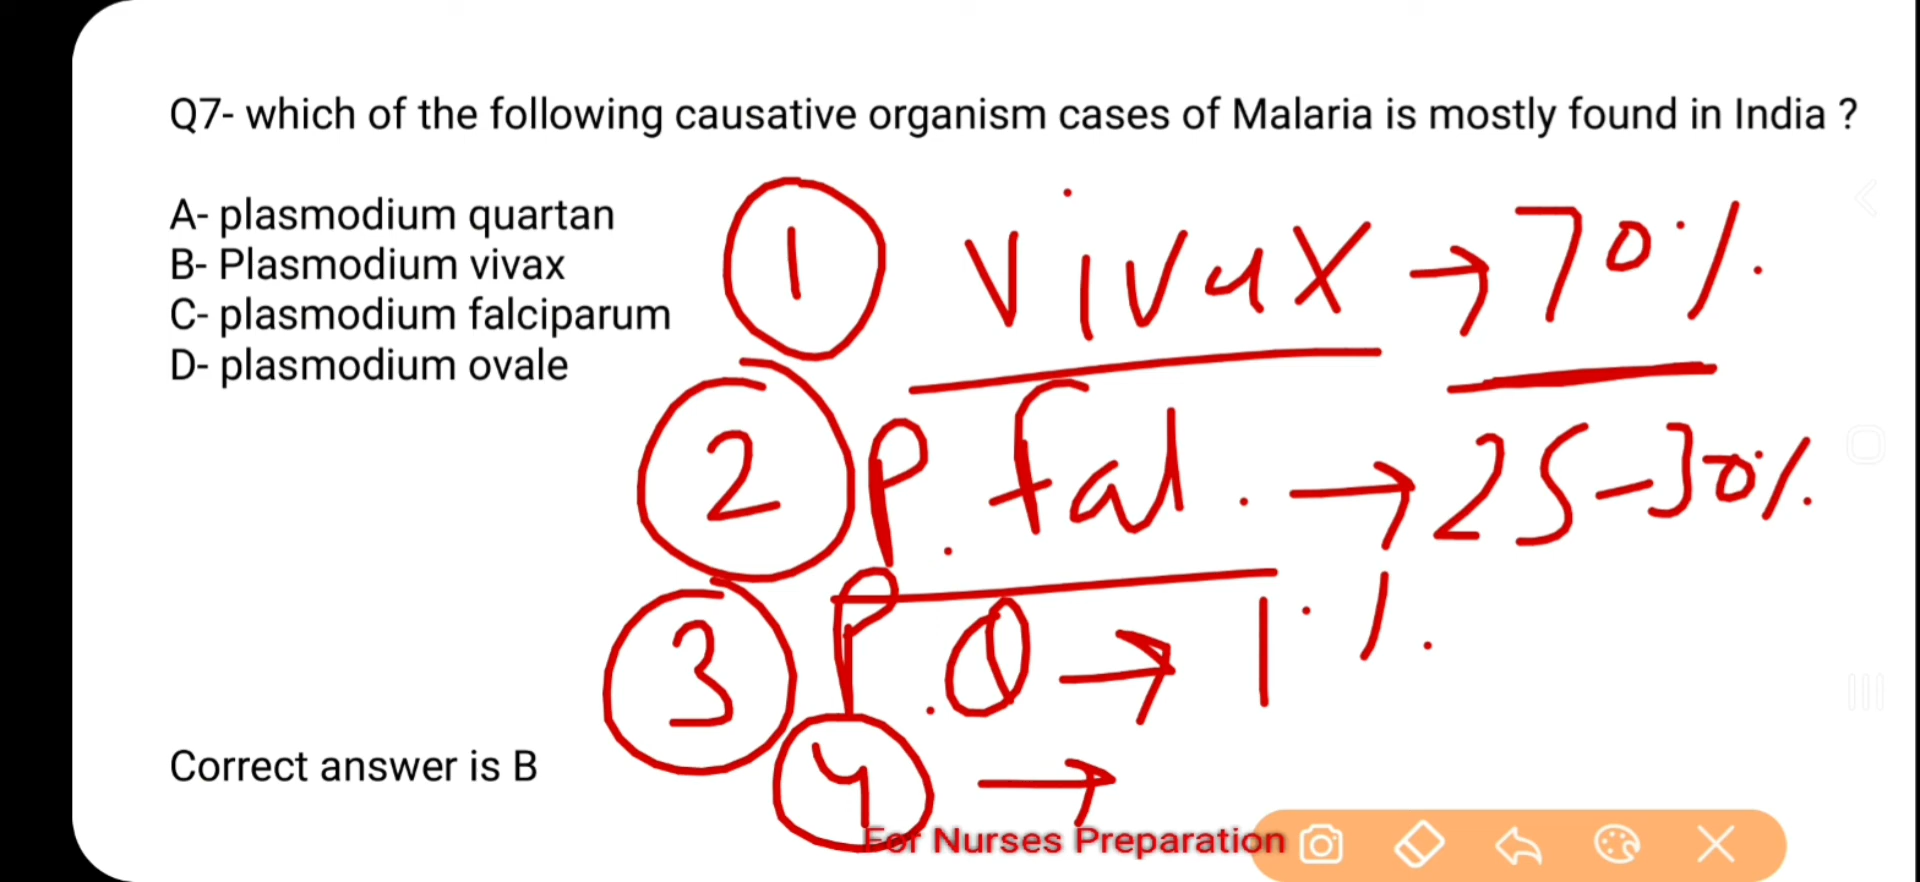 Q7- which of the following causative organism cases of Malaria is mostly found in India ?
A- plasmodium quartan
B- Plasmodium vivax
C- plasmodium falciparum
D- plasmodium ovale
1 Vivax → 70%.
2 P. fal. → 25-30%.
3 P.O → 1%.
4 →
Correct answer is B
For Nurses Preparation